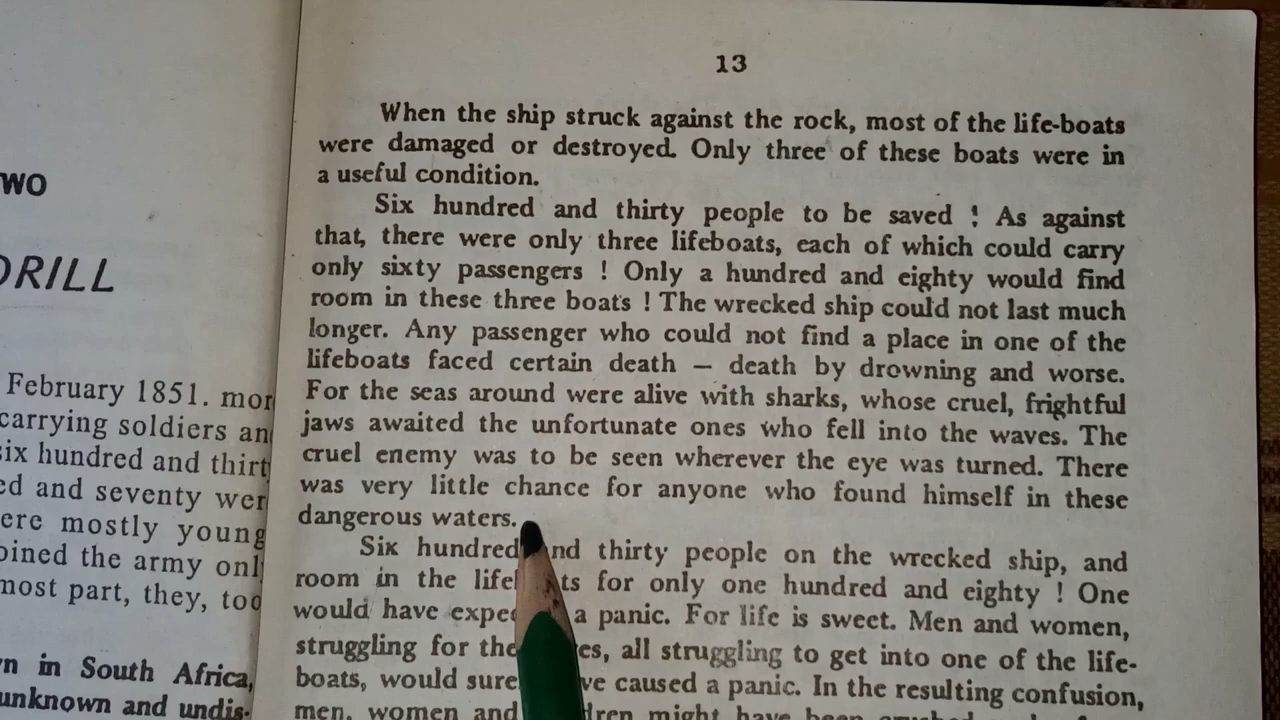 WO
DRILL
February 1851. mor
carrying soldiers an
six hundred and thirt
ed and seventy wer
ere mostly young
oined the army onl
most part, they, too
n in South Africa,
unknown and undis-
13
When the ship struck against the rock, most of the life-boats
were damaged or destroyed. Only three of these boats were in
a useful condition.
Six hundred and thirty people to be saved ! As against
that, there were only three lifeboats, each of which could carry
only sixty passengers ! Only a hundred and eighty would find
room in these three boats ! The wrecked ship could not last much
longer. Any passenger who could not find a place in one of the
lifeboats faced certain death — death by drowning and worse.
For the seas around were alive with sharks, whose cruel, frightful
jaws awaited the unfortunate ones who fell into the waves. The
cruel enemy was to be seen wherever the eye was turned. There
was very little chance for anyone who found himself in these
dangerous waters.
Six hundred and thirty people on the wrecked ship, and
room in the life ts for only one hundred and eighty ! One
would have expe a panic. For life is sweet. Men and women,
struggling for the es, all struggling to get into one of the life-
boats, would sure ve caused a panic. In the resulting confusion,
men, women and dren might have been